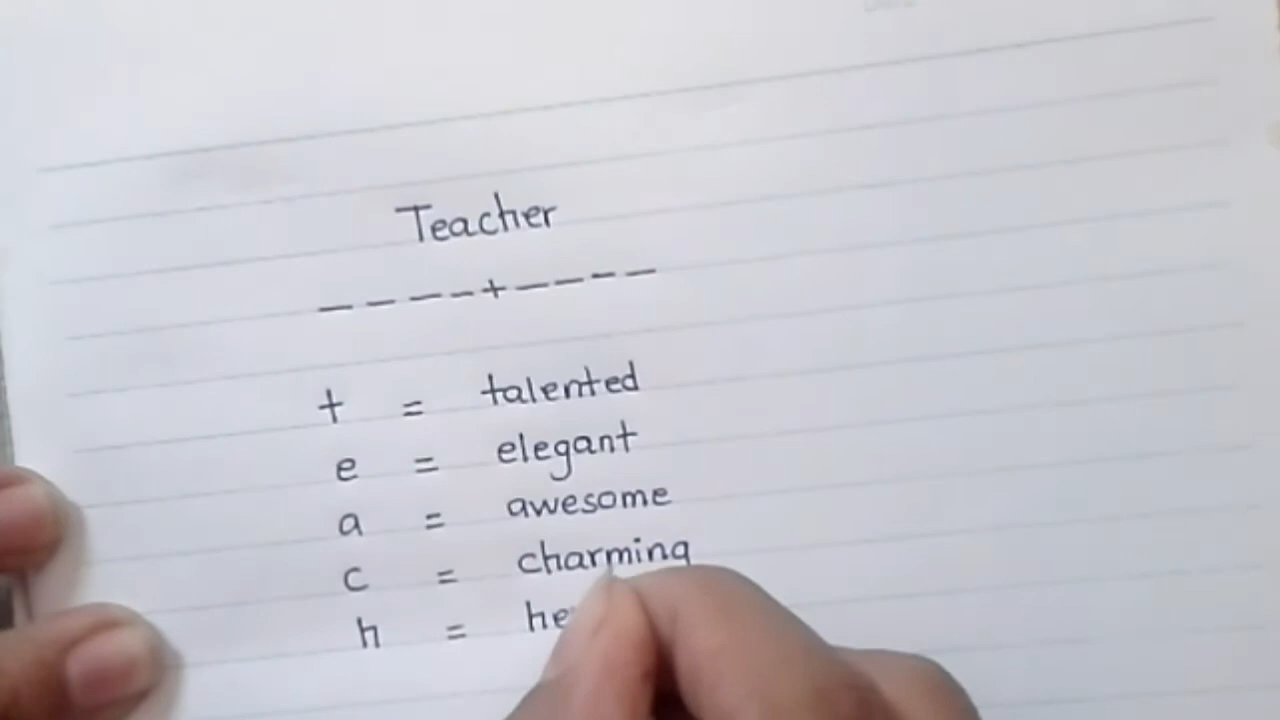 Teacher
----+----
t = talented
e = elegant
a = awesome
c = charming
h =